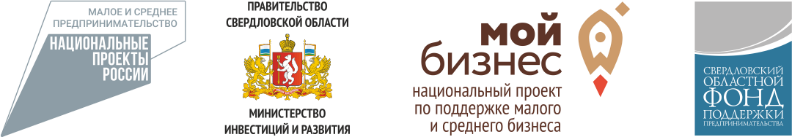 МАЛОЕ И СРЕДНЕЕ
ПРЕДПРИНИМАТЕЛЬСТВО
НАЦИОНАЛЬНЫЕ
ПРОЕКТЫ
РОССИИ
ПРАВИТЕЛЬСТВО
СВЕРДЛОВСКОЙ ОБЛАСТИ
МИНИСТЕРСТВО
ИНВЕСТИЦИЙ И РАЗВИТИЯ
мой
бизнес
национальный проект
по поддержке малого
и среднего бизнеса
СВЕРДЛОВСКИЙ
ОБЛАСТНОЙ
ФОНД
ПОДДЕРЖКИ
ПРЕДПРИНИМАТЕЛЬСТВА